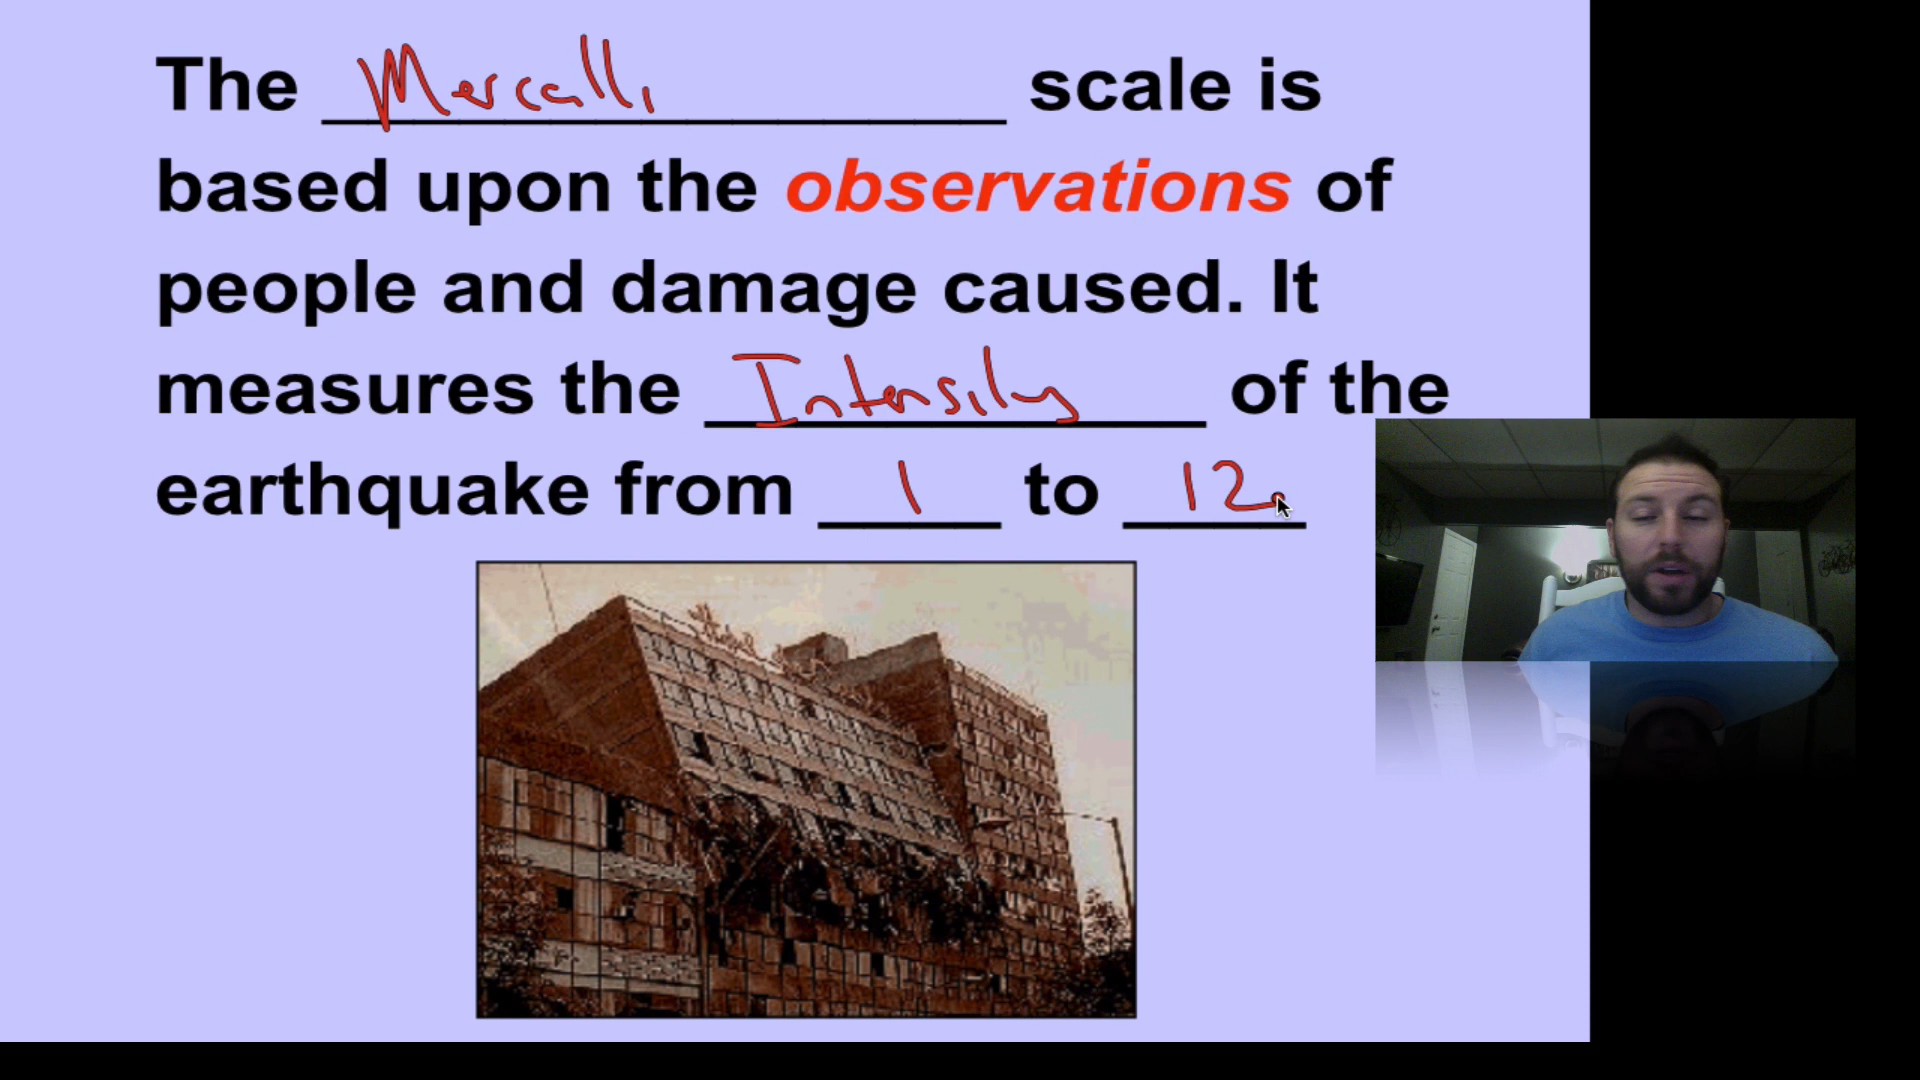 The Mercalli scale is
based upon the observations of
people and damage caused. It
measures the Intensity of the
earthquake from 1 to 12.